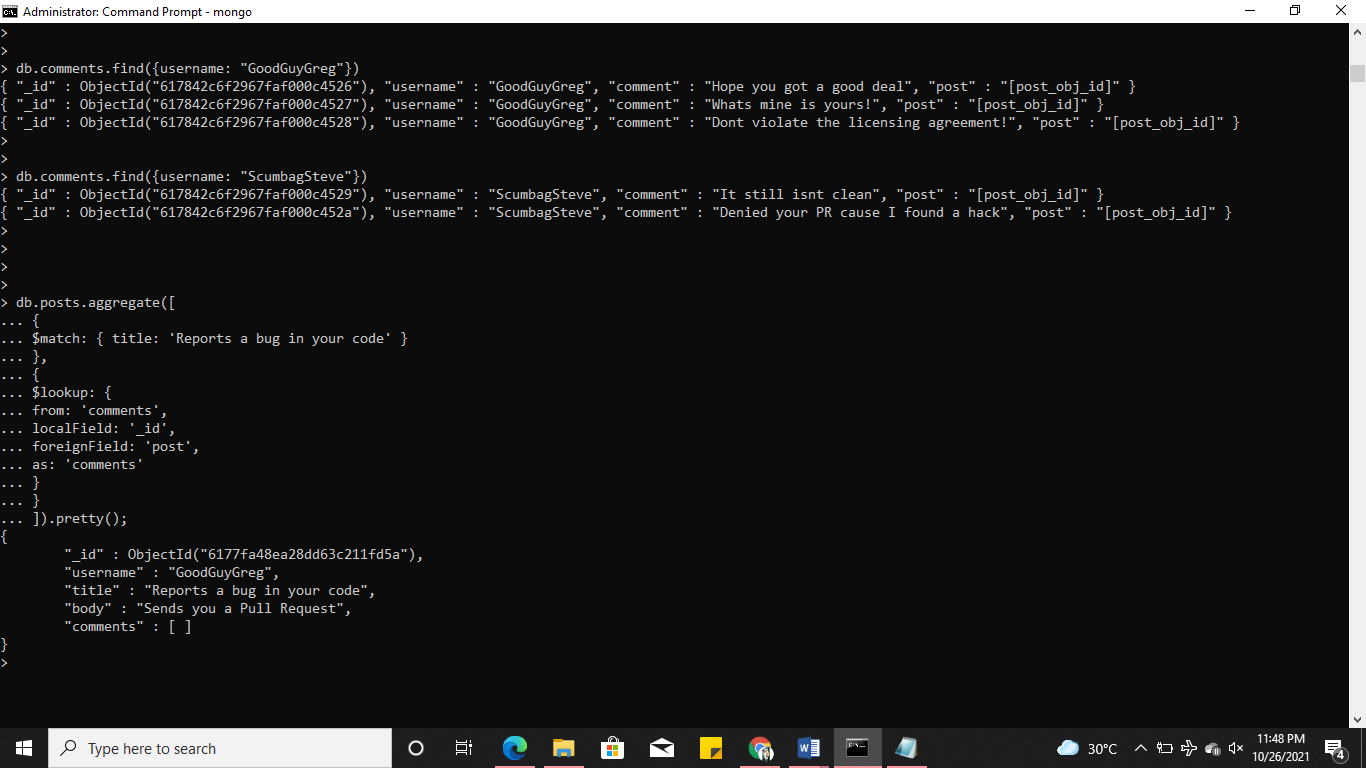 Administrator: Command Prompt - mongo
>
>
> db.comments.find({username: "GoodGuyGreg"})
{ "_id" : ObjectId("617842c6f2967faf000c4526"), "username" : "GoodGuyGreg", "comment" : "Hope you got a good deal", "post" : "[post_obj_id]" }
{ "_id" : ObjectId("617842c6f2967faf000c4527"), "username" : "GoodGuyGreg", "comment" : "Whats mine is yours!", "post" : "[post_obj_id]" }
{ "_id" : ObjectId("617842c6f2967faf000c4528"), "username" : "GoodGuyGreg", "comment" : "Dont violate the licensing agreement!", "post" : "[post_obj_id]" }
>
>
> db.comments.find({username: "ScumbagSteve"})
{ "_id" : ObjectId("617842c6f2967faf000c4529"), "username" : "ScumbagSteve", "comment" : "It still isnt clean", "post" : "[post_obj_id]" }
{ "_id" : ObjectId("617842c6f2967faf000c452a"), "username" : "ScumbagSteve", "comment" : "Denied your PR cause I found a hack", "post" : "[post_obj_id]" }
>
>
>
>
> db.posts.aggregate([
... {
... $match: { title: 'Reports a bug in your code' }
... },
... {
... $lookup: {
... from: 'comments',
... localField: '_id',
... foreignField: 'post',
... as: 'comments'
... }
... }
... ]).pretty();
{
"_id" : ObjectId("6177fa48ea28dd63c211fd5a"),
"username" : "GoodGuyGreg",
"title" : "Reports a bug in your code",
"body" : "Sends you a Pull Request",
"comments" : [ ]
}
>
Type here to search
30°C
11:48 PM
10/26/2021
4